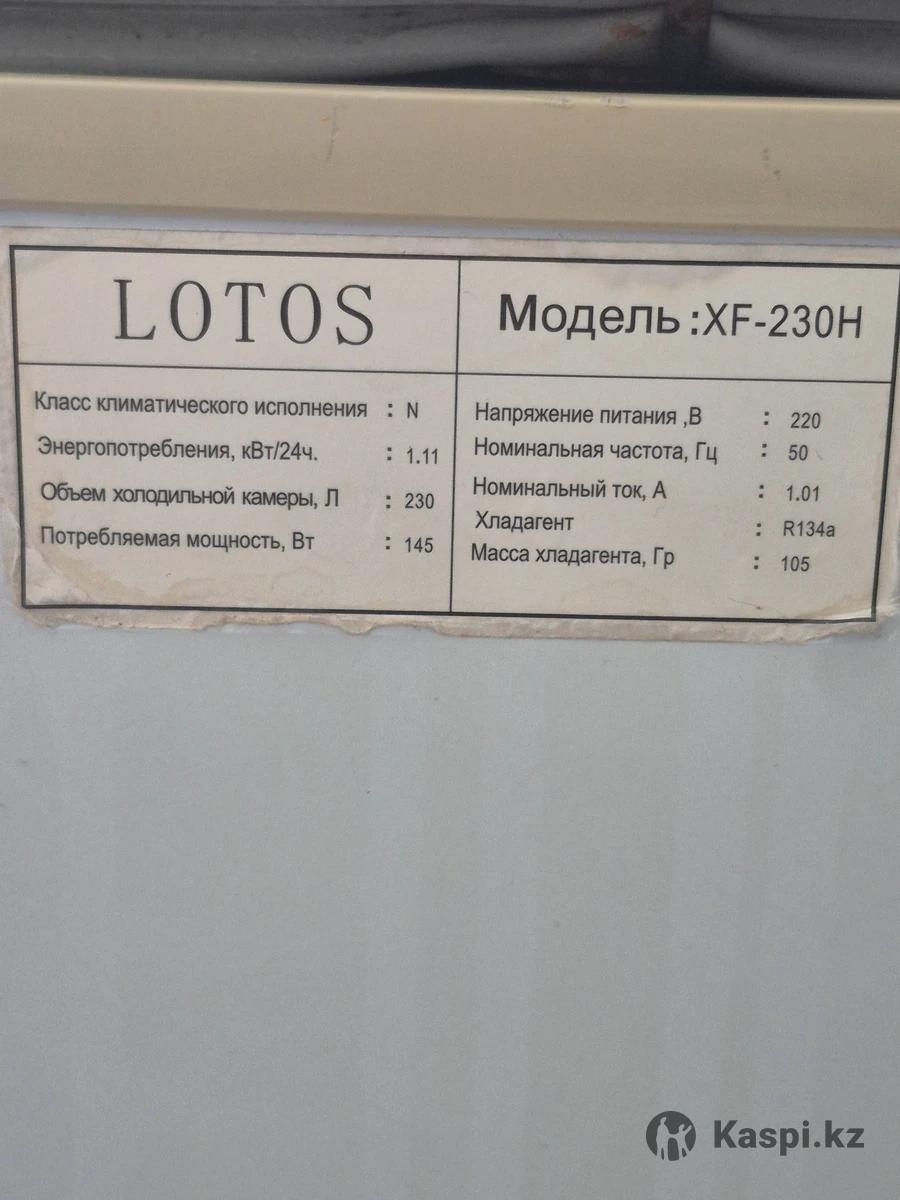 LOTOS
Модель:XF-230H
Класс климатического исполнения : N
Энергопотребления, кВт/24ч. : 1.11
Объем холодильной камеры, Л : 230
Потребляемая мощность, Вт : 145
Напряжение питания ,В : 220
Номинальная частота, Гц : 50
Номинальный ток, А : 1.01
Хладагент : R134a
Масса хладагента, Гр : 105
Kaspi.kz